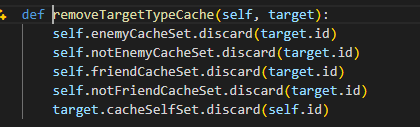 def removeTargetTypeCache(self, target):
    self.enemyCacheSet.discard(target.id)
    self.notEnemyCacheSet.discard(target.id)
    self.friendCacheSet.discard(target.id)
    self.notFriendCacheSet.discard(target.id)
    target.cacheSelfSet.discard(self.id)